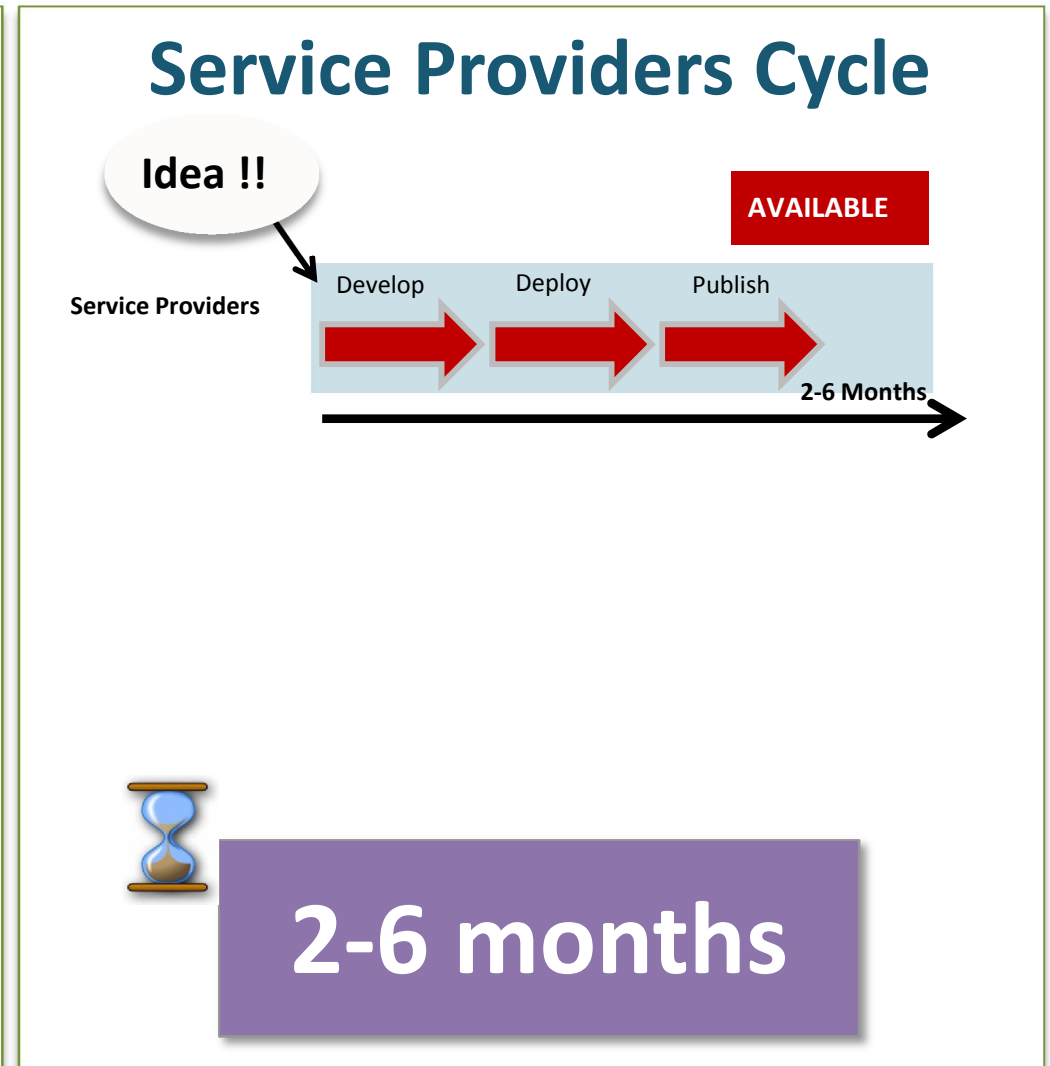 Service Providers Cycle
Idea !!
AVAILABLE
Develop
Deploy
Publish
Service Providers
2-6 Months
2-6 months